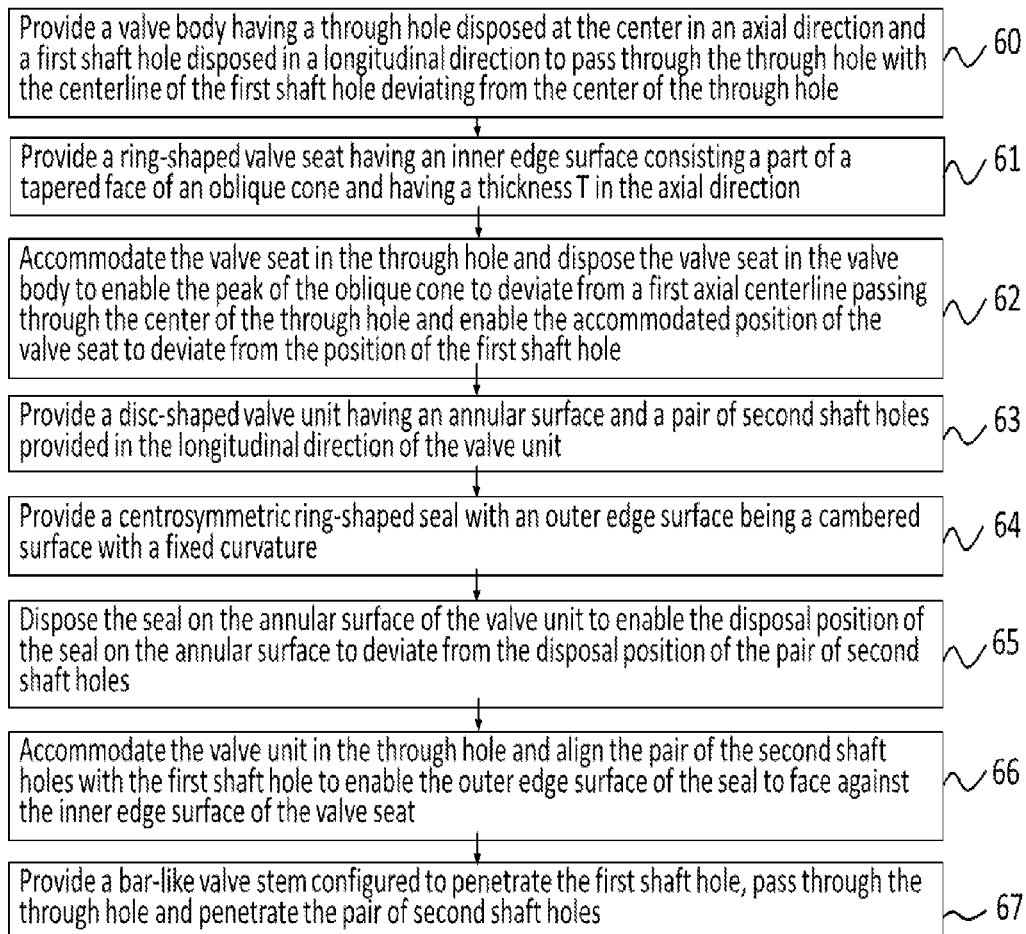 Provide a valve body having a through hole disposed at the center in an axial direction and
a first shaft hole disposed in a longitudinal direction to pass through the through hole with
the centerline of the first shaft hole deviating from the center of the through hole
60
Provide a ring-shaped valve seat having an inner edge surface consisting a part of a
tapered face of an oblique cone and having a thickness T in the axial direction
61
Accommodate the valve seat in the through hole and dispose the valve seat in the valve
body to enable the peak of the oblique cone to deviate from a first axial centerline passing
through the center of the through hole and enable the accommodated position of the
valve seat to deviate from the position of the first shaft hole
62
Provide a disc-shaped valve unit having an annular surface and a pair of second shaft holes
provided in the longitudinal direction of the valve unit
63
Provide a centrosymmetric ring-shaped seal with an outer edge surface being a cambered
surface with a fixed curvature
64
Dispose the seal on the annular surface of the valve unit to enable the disposal position of
the seal on the annular surface to deviate from the disposal position of the pair of second
shaft holes
65
Accommodate the valve unit in the through hole and align the pair of the second shaft
holes with the first shaft hole to enable the outer edge surface of the seal to face against
the inner edge surface of the valve seat
66
Provide a bar-like valve stem configured to penetrate the first shaft hole, pass through the
through hole and penetrate the pair of second shaft holes
67